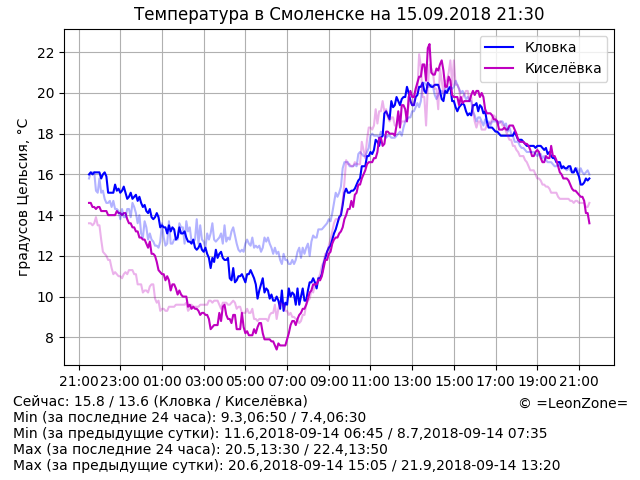 Температура в Смоленске на 15.09.2018 21:30
Кловка
Киселёвка
градусов Цельсия, °C
22
20
18
16
14
12
10
8
21:00 23:00 01:00 03:00 05:00 07:00 09:00 11:00 13:00 15:00 17:00 19:00 21:00
Сейчас: 15.8 / 13.6 (Кловка / Киселёвка)
© =LeonZone=
Min (за последние 24 часа): 9.3,06:50 / 7.4,06:30
Min (за предыдущие сутки): 11.6,2018-09-14 06:45 / 8.7,2018-09-14 07:35
Max (за последние 24 часа): 20.5,13:30 / 22.4,13:50
Max (за предыдущие сутки): 20.6,2018-09-14 15:05 / 21.9,2018-09-14 13:20